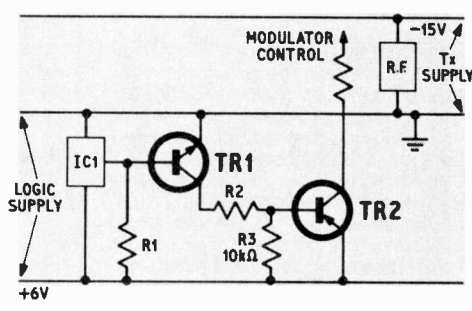 MODULATOR
CONTROL
-15V
R.F.
Tx
SUPPLY
IC1
TR1
LOGIC
SUPPLY
R2
TR2
R1
R3
10kΩ
+6V